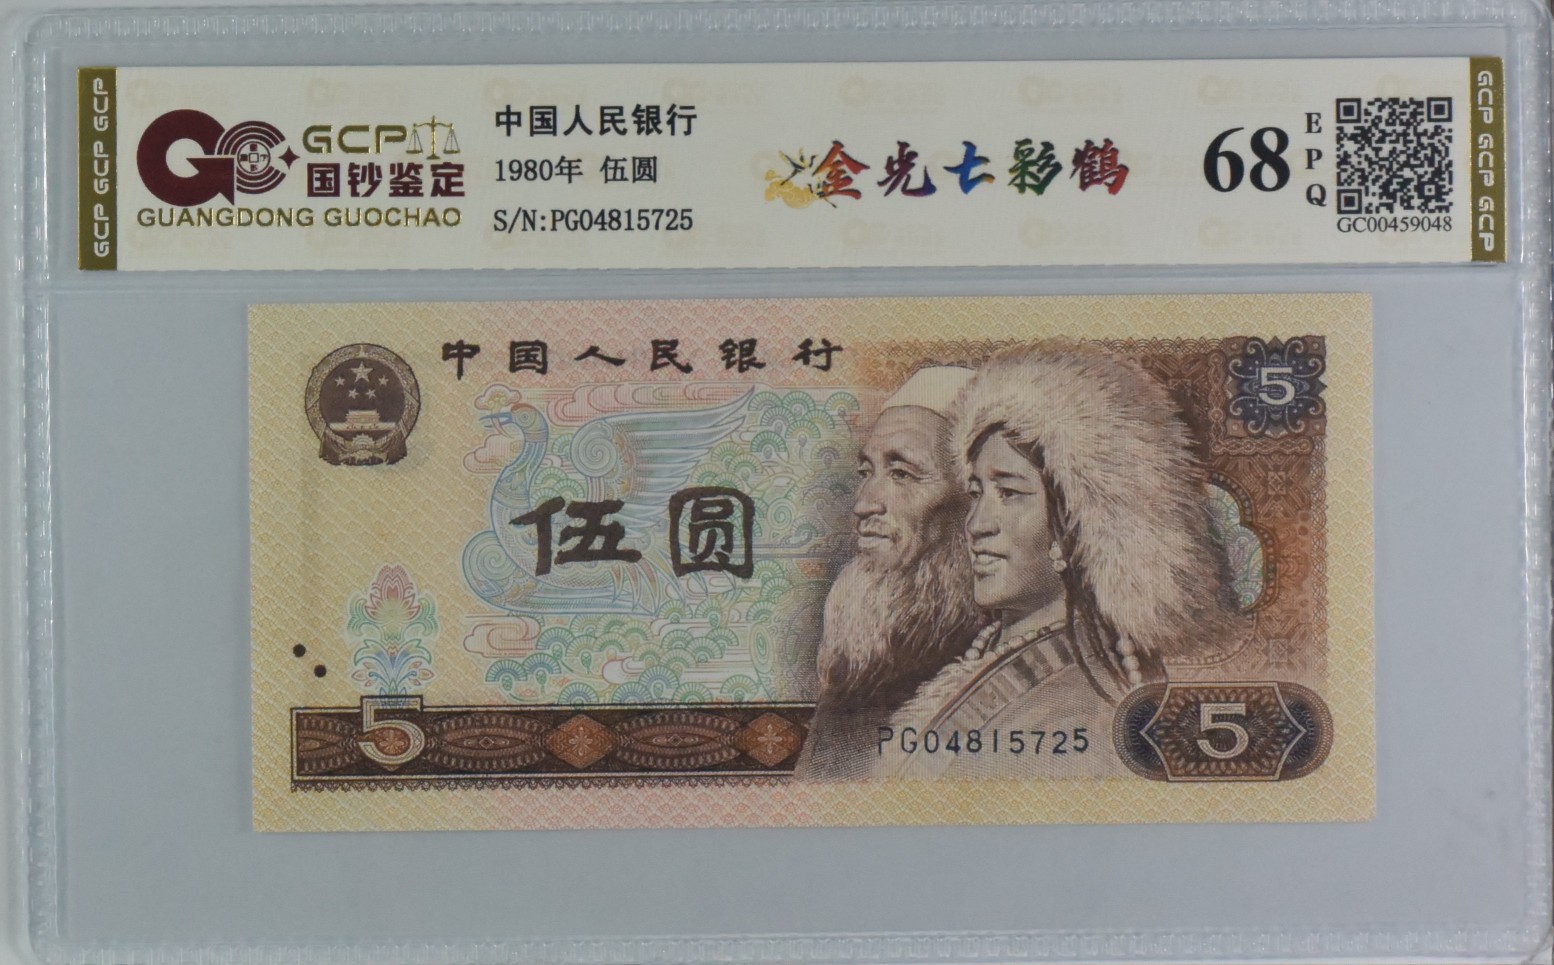 GCP GCP GCP
GCP
国钞鉴定
GUANGDONG GUOCHAO
中国人民银行
1980年 伍圆
S/N:PG04815725
金光七彩鹤
68
EPQ
GC00459048
GCP GCP GCP
中国人民银行
5
伍圆
5
PG04815725
5